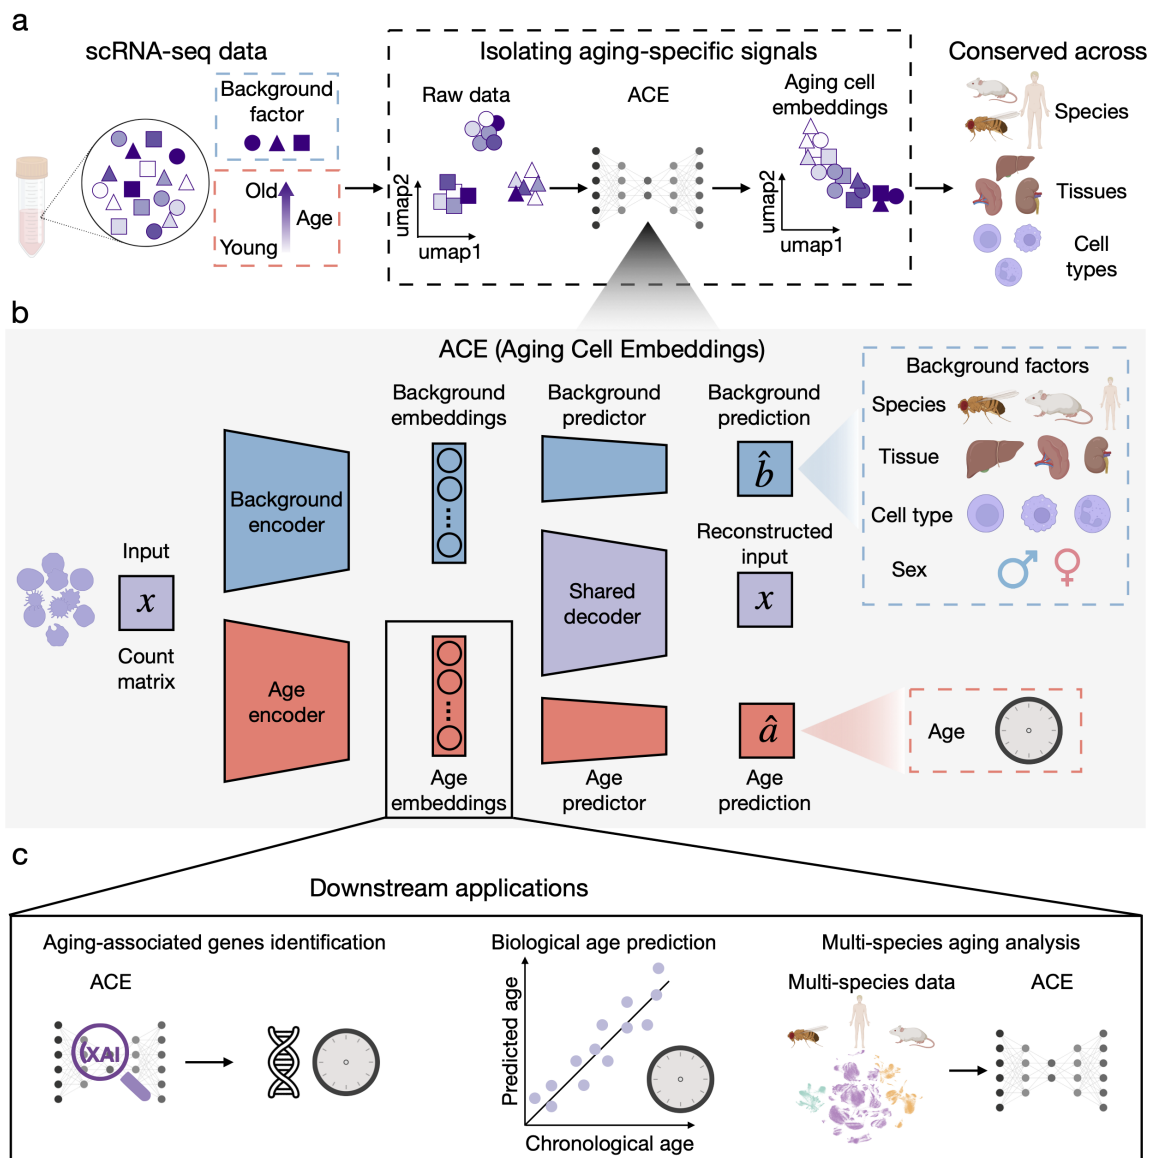 a
scRNA-seq data
Background
factor
Old
Age
Young
Isolating aging-specific signals
Raw data
umap2
umap1
ACE
Aging cell
embeddings
umap2
umap1
Conserved across
Species
Tissues
Cell
types
b
ACE (Aging Cell Embeddings)
Input
x
Count
matrix
Background
encoder
Age
encoder
Background
embeddings
Age
embeddings
Background
predictor
Shared
decoder
Age
predictor
Background
prediction
b̂
Reconstructed
input
x
â
Age
prediction
Background factors
Species
Tissue
Cell type
Sex
Age
c
Downstream applications
Aging-associated genes identification
ACE
XAI
Biological age prediction
Predicted age
Chronological age
Multi-species aging analysis
Multi-species data
ACE